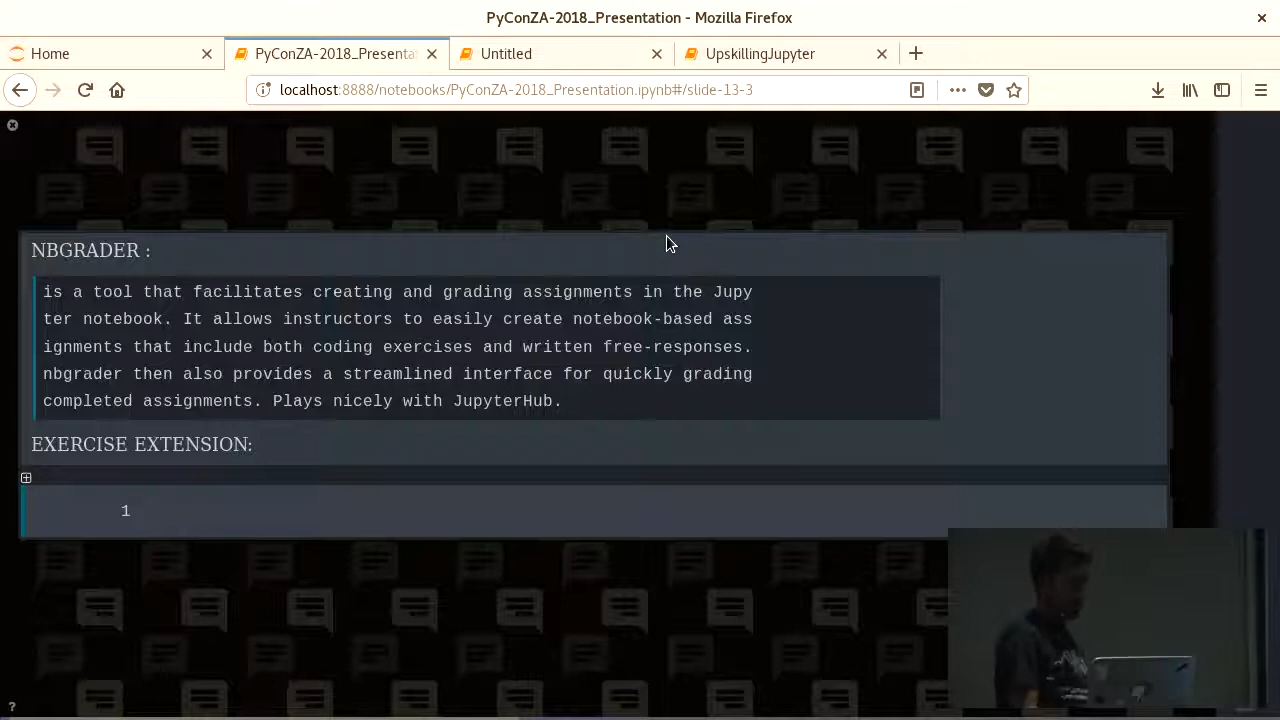 PyConZA-2018_Presentation - Mozilla Firefox
Home
PyConZA-2018_Presentat
Untitled
UpskillingJupyter
localhost:8888/notebooks/PyConZA-2018_Presentation.ipynb#/slide-13-3
NBGRADER :
is a tool that facilitates creating and grading assignments in the Jupy
ter notebook. It allows instructors to easily create notebook-based ass
ignments that include both coding exercises and written free-responses.
nbgrader then also provides a streamlined interface for quickly grading
completed assignments. Plays nicely with JupyterHub.
EXERCISE EXTENSION:
1
?